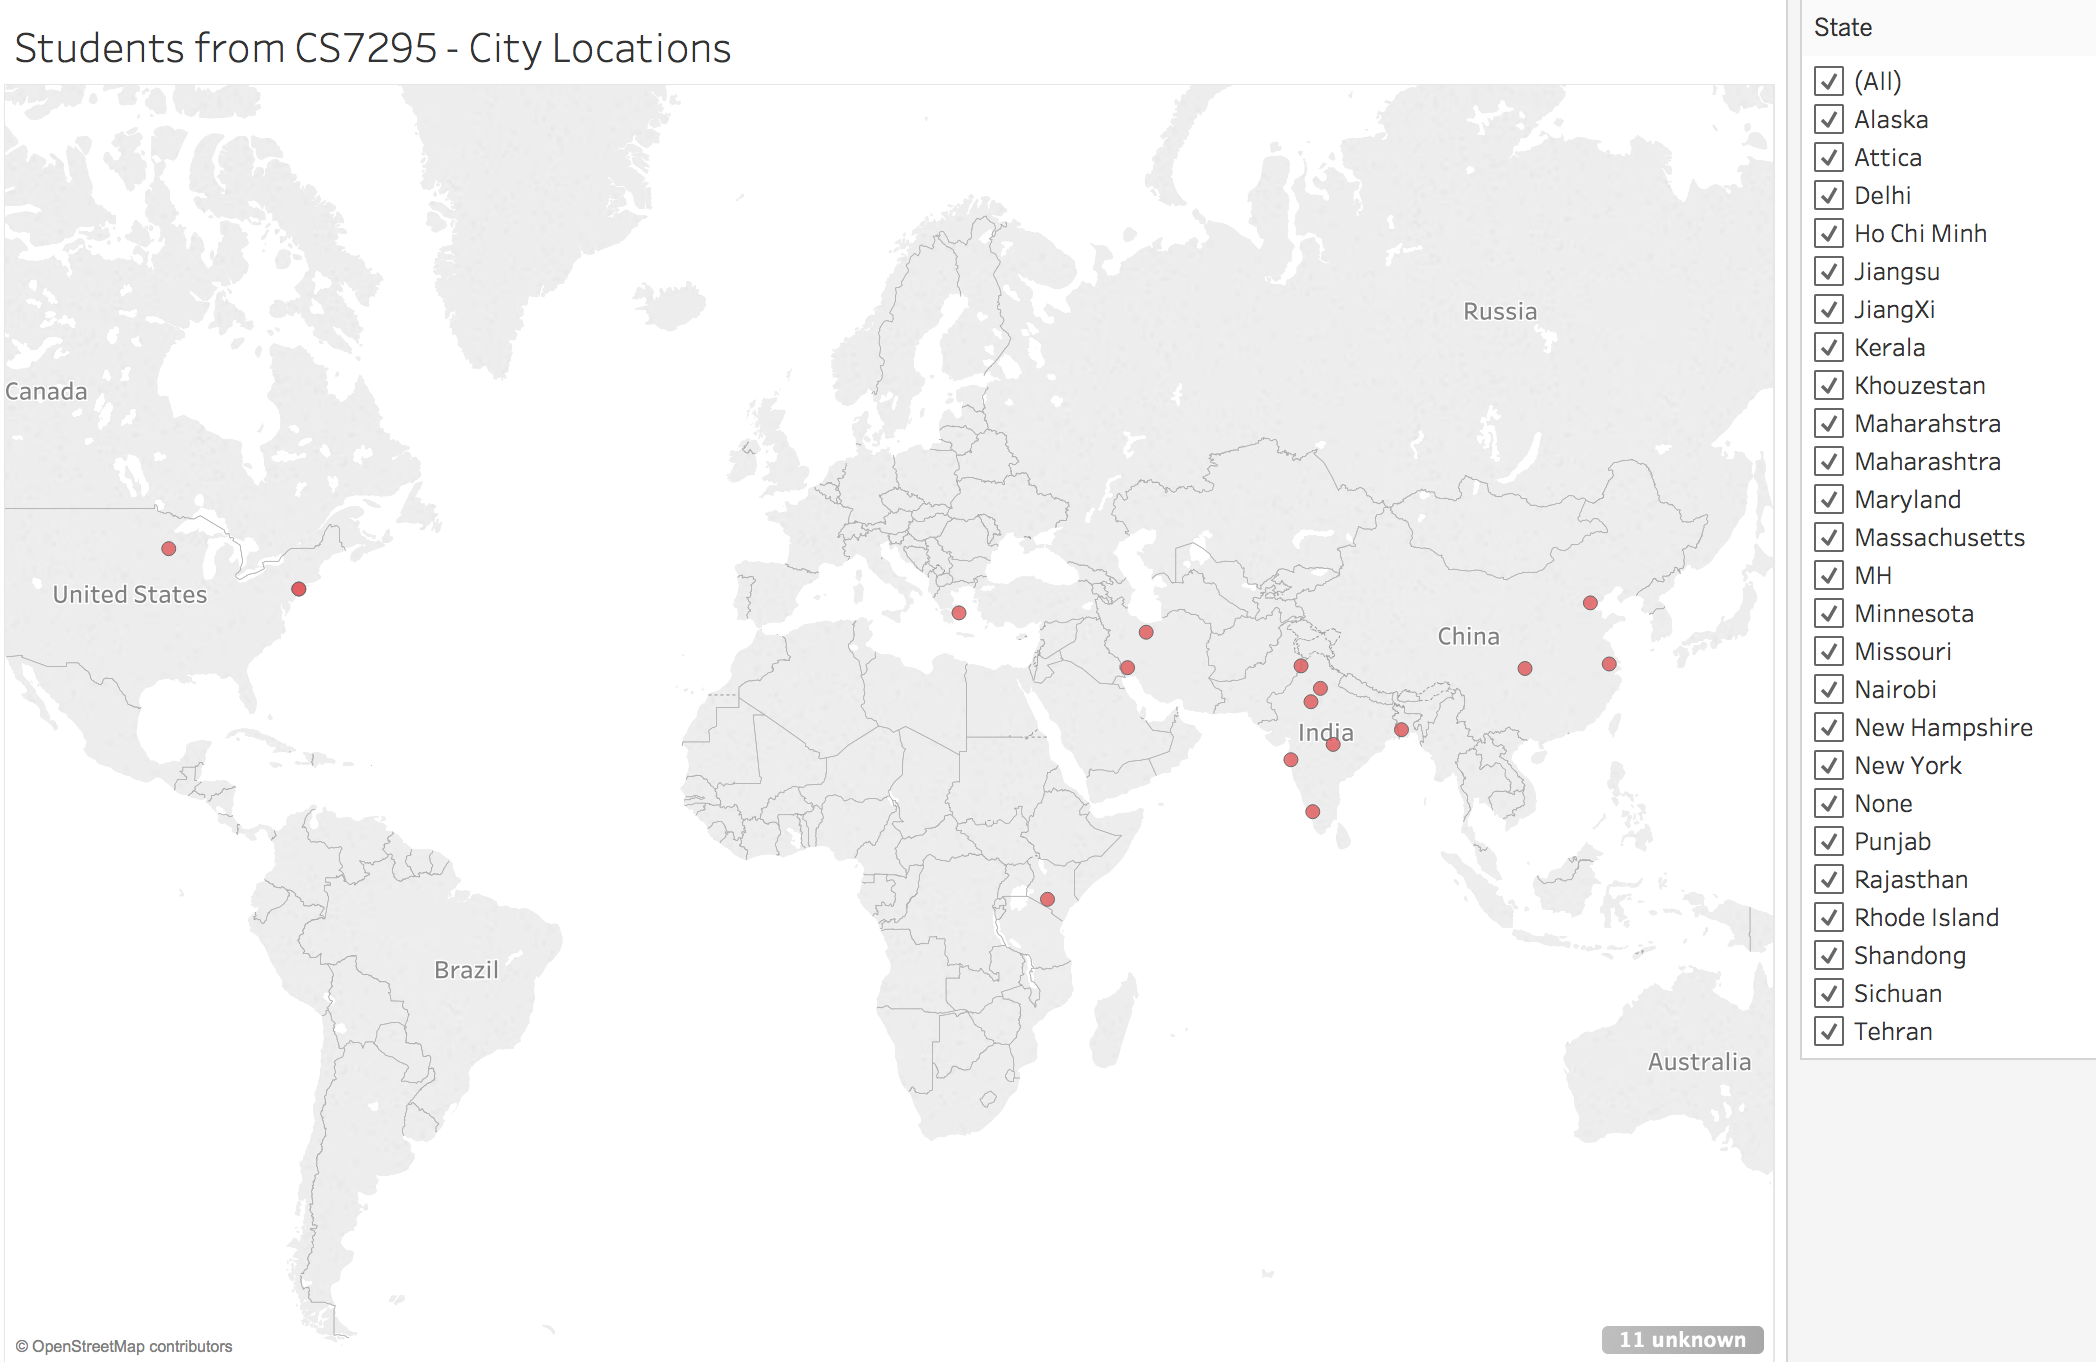 Students from CS7295 - City Locations
Russia
Canada
United States
China
India
Brazil
Australia
11 unknown
© OpenStreetMap contributors
State
(All)
Alaska
Attica
Delhi
Ho Chi Minh
Jiangsu
JiangXi
Kerala
Khouzestan
Maharahstra
Maharashtra
Maryland
Massachusetts
MH
Minnesota
Missouri
Nairobi
New Hampshire
New York
None
Punjab
Rajasthan
Rhode Island
Shandong
Sichuan
Tehran